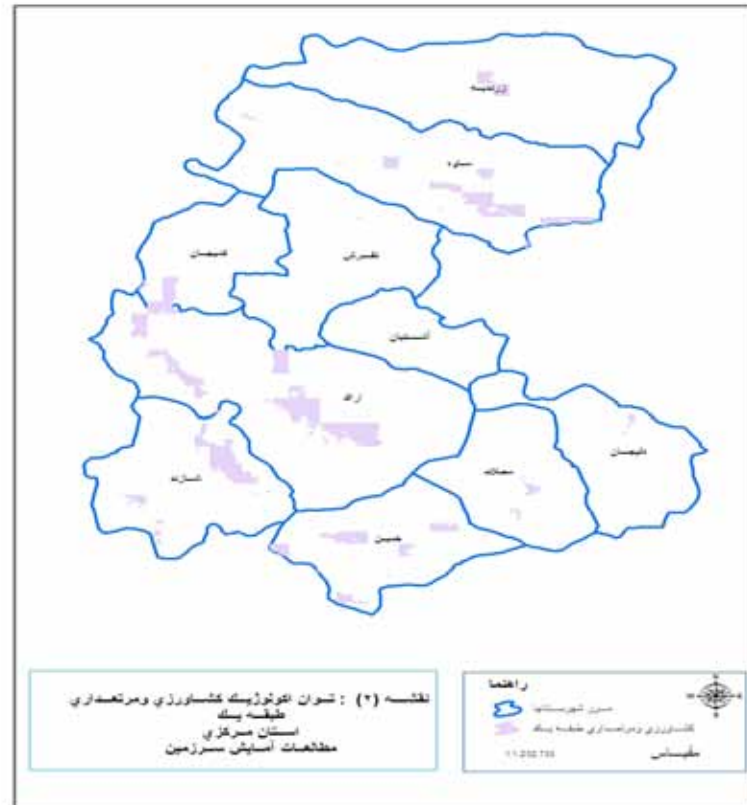 زرندیه
ساوه
کمیجان
تفرش
آشتیان
اراک
شازند
محلات
دلیجان
خمین
نقشه (۲) : توان اکولوژیک کشاورزی ومرتعداری
طبقه یک
استان مرکزی
مطالعات آمایش سرزمین
راهنما
مرز شهرستانها
کشاورزی ومرتعداری طبقه یک
مقیاس